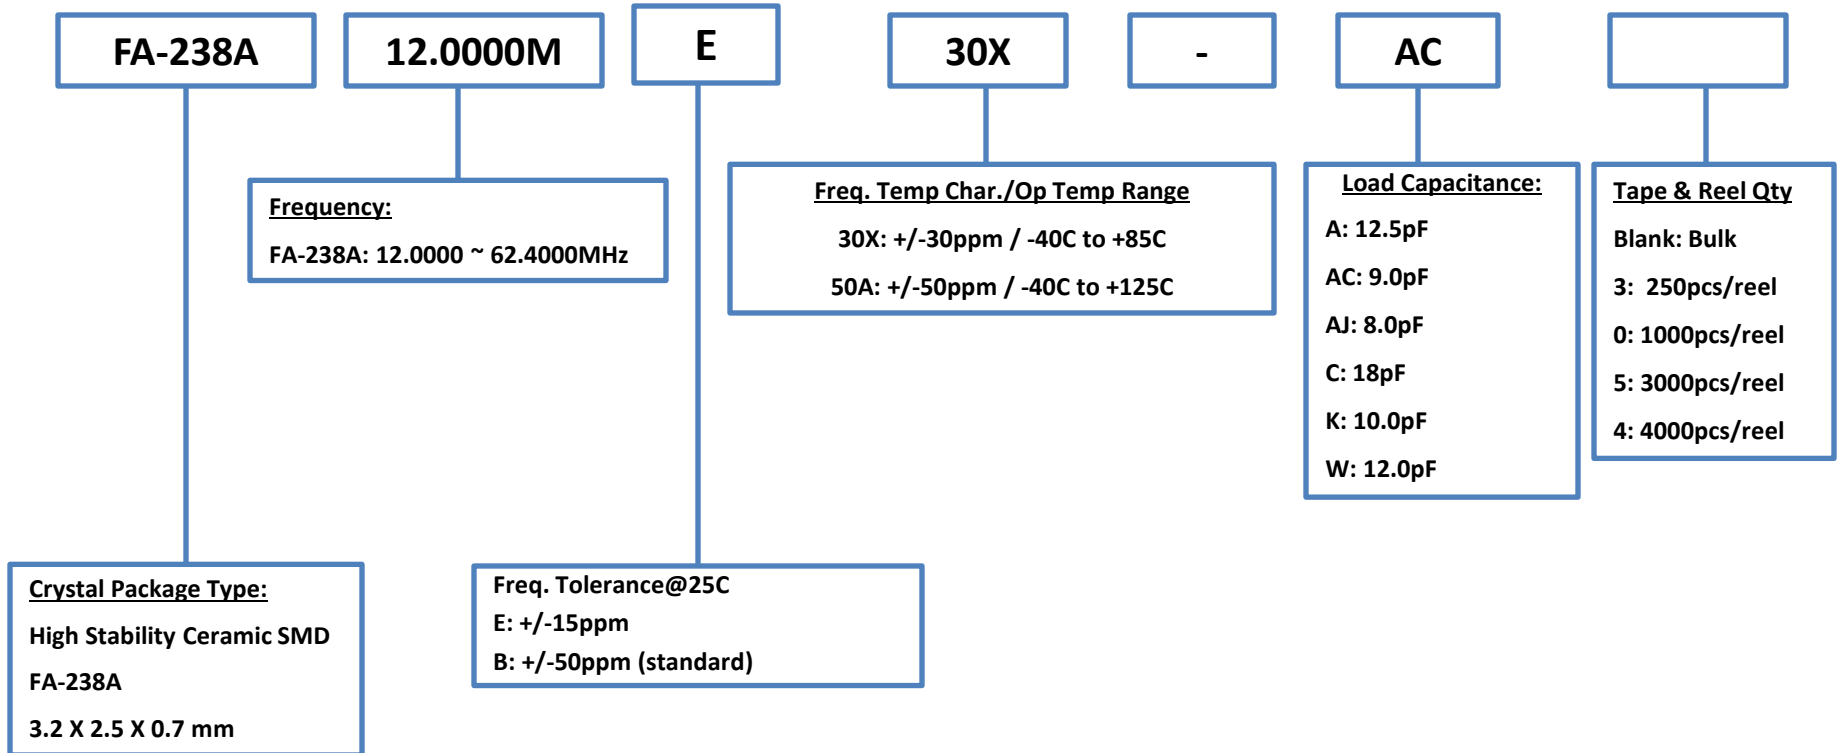 FA-238A
12.0000M
E
30X
-
AC
Frequency:
FA-238A: 12.0000 ~ 62.4000MHz
Freq. Temp Char./Op Temp Range
30X: +/-30ppm / -40C to +85C
50A: +/-50ppm / -40C to +125C
Load Capacitance:
A: 12.5pF
AC: 9.0pF
AJ: 8.0pF
C: 18pF
K: 10.0pF
W: 12.0pF
Tape & Reel Qty
Blank: Bulk
3:  250pcs/reel
0: 1000pcs/reel
5: 3000pcs/reel
4: 4000pcs/reel
Crystal Package Type:
High Stability Ceramic SMD
FA-238A
3.2 X 2.5 X 0.7 mm
Freq. Tolerance@25C
E: +/-15ppm
B: +/-50ppm (standard)